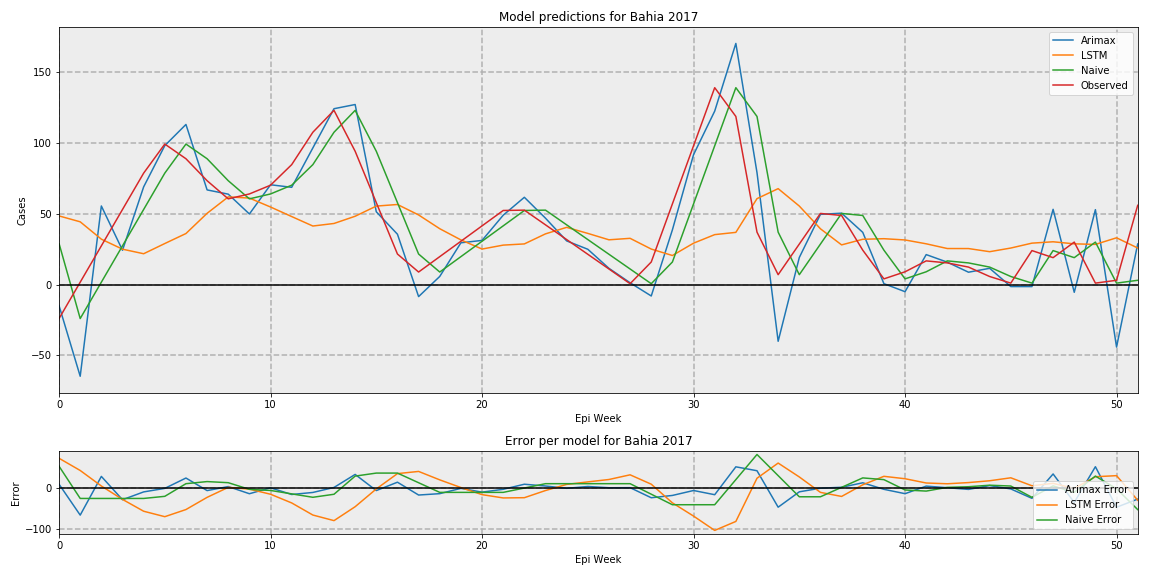 Model predictions for Bahia 2017
Cases
150
100
50
0
−50
Arimax
LSTM
Naive
Observed
0 10 20 30 40 50
Epi Week
Error per model for Bahia 2017
Error
0
−100
Arimax Error
LSTM Error
Naive Error
0 10 20 30 40 50
Epi Week